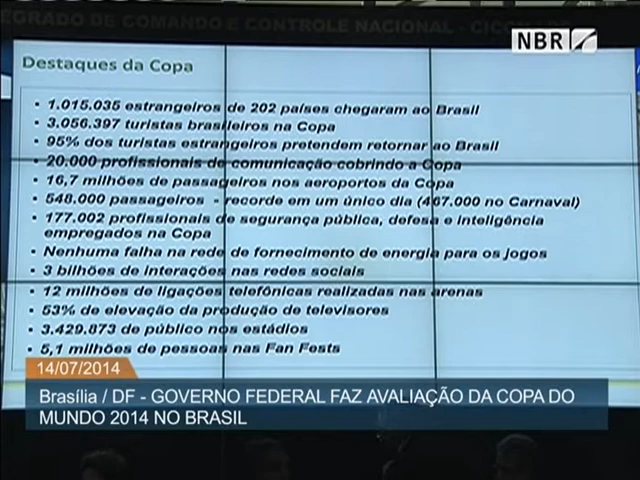 EGRADO DE COMANDO E CONTROLE NACIONAL - CICCN
NBR
Destaques da Copa
• 1.015.035 estrangeiros de 202 países chegaram ao Brasil
• 3.056.397 turistas brasileiros na Copa
• 95% dos turistas estrangeiros pretendem retornar ao Brasil
• 20.000 profissionais de comunicação cobrindo a Copa
• 16,7 milhões de passageiros nos aeroportos da Copa
• 548.000 passageiros - recorde em um único dia (467.000 no Carnaval)
• 177.002 profissionais de segurança pública, defesa e inteligência
empregados na Copa
• Nenhuma falha na rede de fornecimento de energia para os jogos
• 3 bilhões de interações nas redes sociais
• 12 milhões de ligações telefônicas realizadas nas arenas
• 53% de elevação da produção de televisores
• 3.429.873 de público nos estádios
• 5,1 milhões de pessoas nas Fan Fests
14/07/2014
Brasília / DF - GOVERNO FEDERAL FAZ AVALIAÇÃO DA COPA DO
MUNDO 2014 NO BRASIL